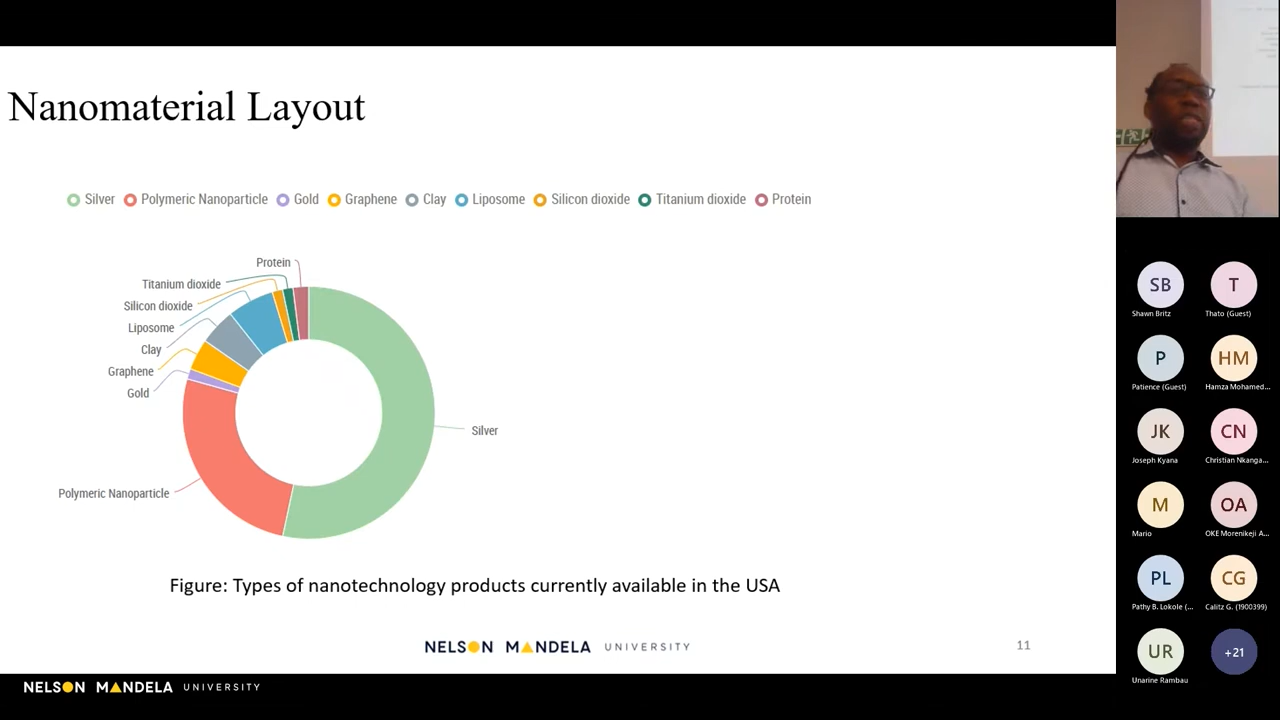 Nanomaterial Layout
Silver Polymeric Nanoparticle Gold Graphene Clay Liposome Silicon dioxide Titanium dioxide Protein
Protein
Titanium dioxide
Silicon dioxide
Liposome
Clay
Graphene
Gold
Silver
Polymeric Nanoparticle
Figure: Types of nanotechnology products currently available in the USA
NELSON MANDELA UNIVERSITY
11
NELSON MANDELA UNIVERSITY
SB T
Shawn Britz Thato (Guest)
P HM
Patience (Guest) Hamza Mohamed...
JK CN
Joseph Kyana Christian Nkanga...
M OA
Mario OKE Morenikeji A...
PL CG
Pathy B. Lokole (... Calitz G. (1900399)
UR +21
Unarine Rambau